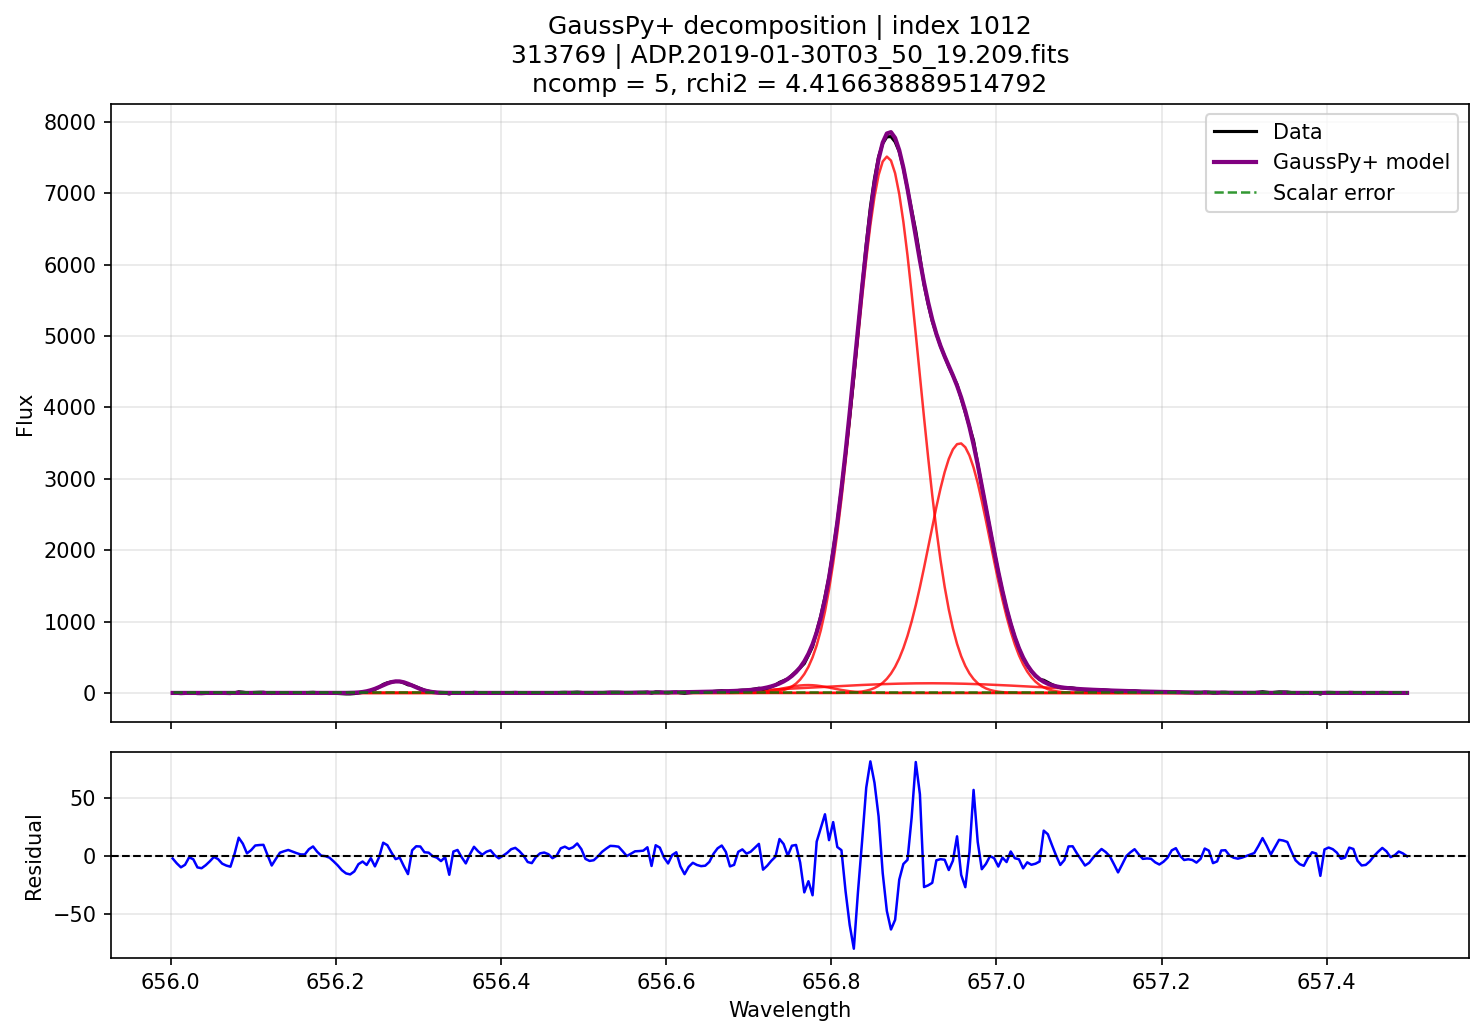 GaussPy+ decomposition | index 1012
313769 | ADP.2019-01-30T03_50_19.209.fits
ncomp = 5, rchi2 = 4.416638889514792
Data
GaussPy+ model
Scalar error
8000
7000
6000
5000
4000
3000
2000
1000
0
Flux
50
0
−50
Residual
656.0 656.2 656.4 656.6 656.8 657.0 657.2 657.4
Wavelength